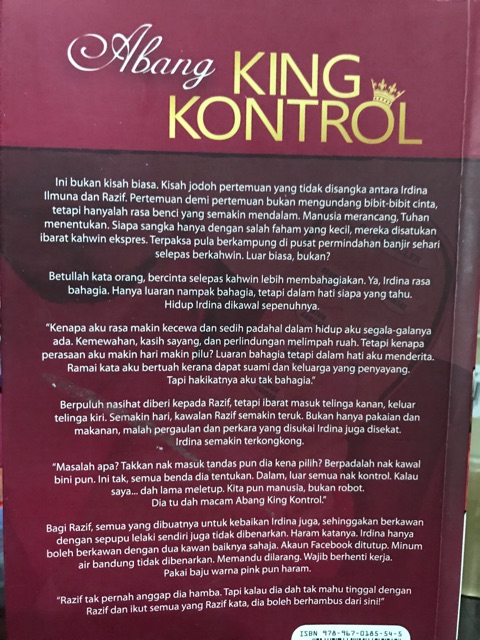 Abang KING
KONTROL
Ini bukan kisah biasa. Kisah jodoh pertemuan yang tidak disangka antara Irdina
Ilmuna dan Razif. Pertemuan demi pertemuan bukan mengundang bibit-bibit cinta,
tetapi hanyalah rasa benci yang semakin mendalam. Manusia merancang, Tuhan
menentukan. Siapa sangka hanya dengan salah faham yang kecil, mereka disatukan
ibarat kahwin ekspres. Terpaksa pula berkampung di pusat permindahan banjir sehari
selepas berkahwin. Luar biasa, bukan?
Betullah kata orang, bercinta selepas kahwin lebih membahagiakan. Ya, Irdina rasa
bahagia. Hanya luaran nampak bahagia, tetapi dalam hati siapa yang tahu.
Hidup Irdina dikawal sepenuhnya.
“Kenapa aku rasa makin kecewa dan sedih padahal dalam hidup aku segala-galanya
ada. Kemewahan, kasih sayang, dan perlindungan melimpah ruah. Tetapi kenapa
perasaan aku makin hari makin pilu? Luaran bahagia tetapi dalam hati aku menderita.
Ramai kata aku bertuah kerana dapat suami dan keluarga yang penyayang.
Tapi hakikatnya aku tak bahagia.”
Berpuluh nasihat diberi kepada Razif, tetapi ibarat masuk telinga kanan, keluar
telinga kiri. Semakin hari, kawalan Razif semakin teruk. Bukan hanya pakaian dan
makanan, malah pergaulan dan perkara yang disukai Irdina juga disekat.
Irdina semakin terkongkong.
“Masalah apa? Takkan nak masuk tandas pun dia kena pilih? Berpadalah nak kawal
bini pun. Ini tak, semua benda dia tentukan. Dalam, luar semua nak kontrol. Kalau
saya... dah lama meletup. Kita pun manusia, bukan robot.
Dia tu dah macam Abang King Kontrol.”
Bagi Razif, semua yang dibuatnya untuk kebaikan Irdina juga, sehinggakan berkawan
dengan sepupu lelaki sendiri juga tidak dibenarkan. Haram katanya. Irdina hanya
boleh berkawan dengan dua kawan baiknya sahaja. Akaun Facebook ditutup. Minum
air bandung tidak dibenarkan. Memandu dilarang. Wajib berhenti kerja.
Pakai baju warna pink pun haram.
“Razif tak pernah anggap dia hamba. Tapi kalau dia dah tak mahu tinggal dengan
Razif dan ikut semua yang Razif kata, dia boleh berhambus dari sini!”
ISBN 978-967-0185-54-5